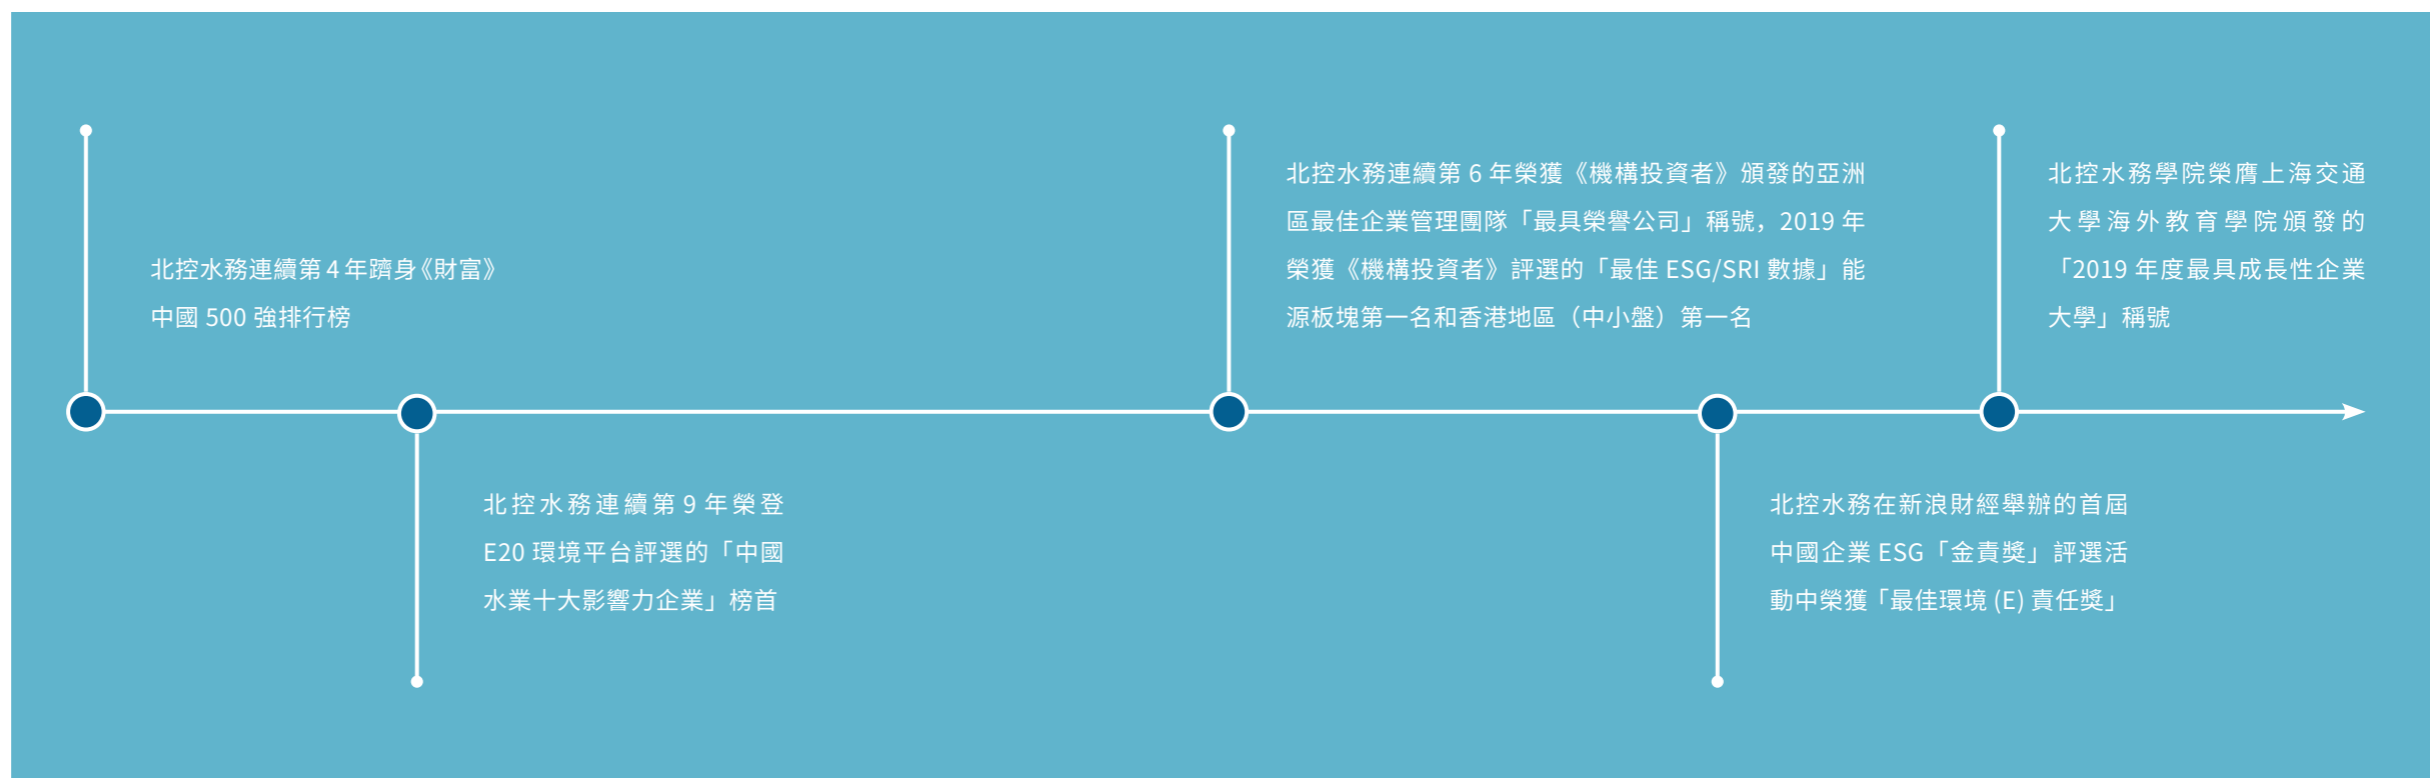 北控水務連續第4年躋身《財富》
中國 500 強排行榜
北控水務連續第 9 年榮登
E20 環境平台評選的「中國
水業十大影響力企業」榜首
北控水務連續第 6 年榮獲《機構投資者》頒發的亞洲
區最佳企業管理團隊「最具榮譽公司」稱號，2019 年
榮獲《機構投資者》評選的「最佳 ESG/SRI 數據」能
源板塊第一名和香港地區（中小盤）第一名
北控水務在新浪財經舉辦的首屆
中國企業 ESG「金責獎」評選活
動中榮獲「最佳環境 (E) 責任獎」
北控水務學院榮膺上海交通
大學海外教育學院頒發的
「2019 年度最具成長性企業
大學」稱號